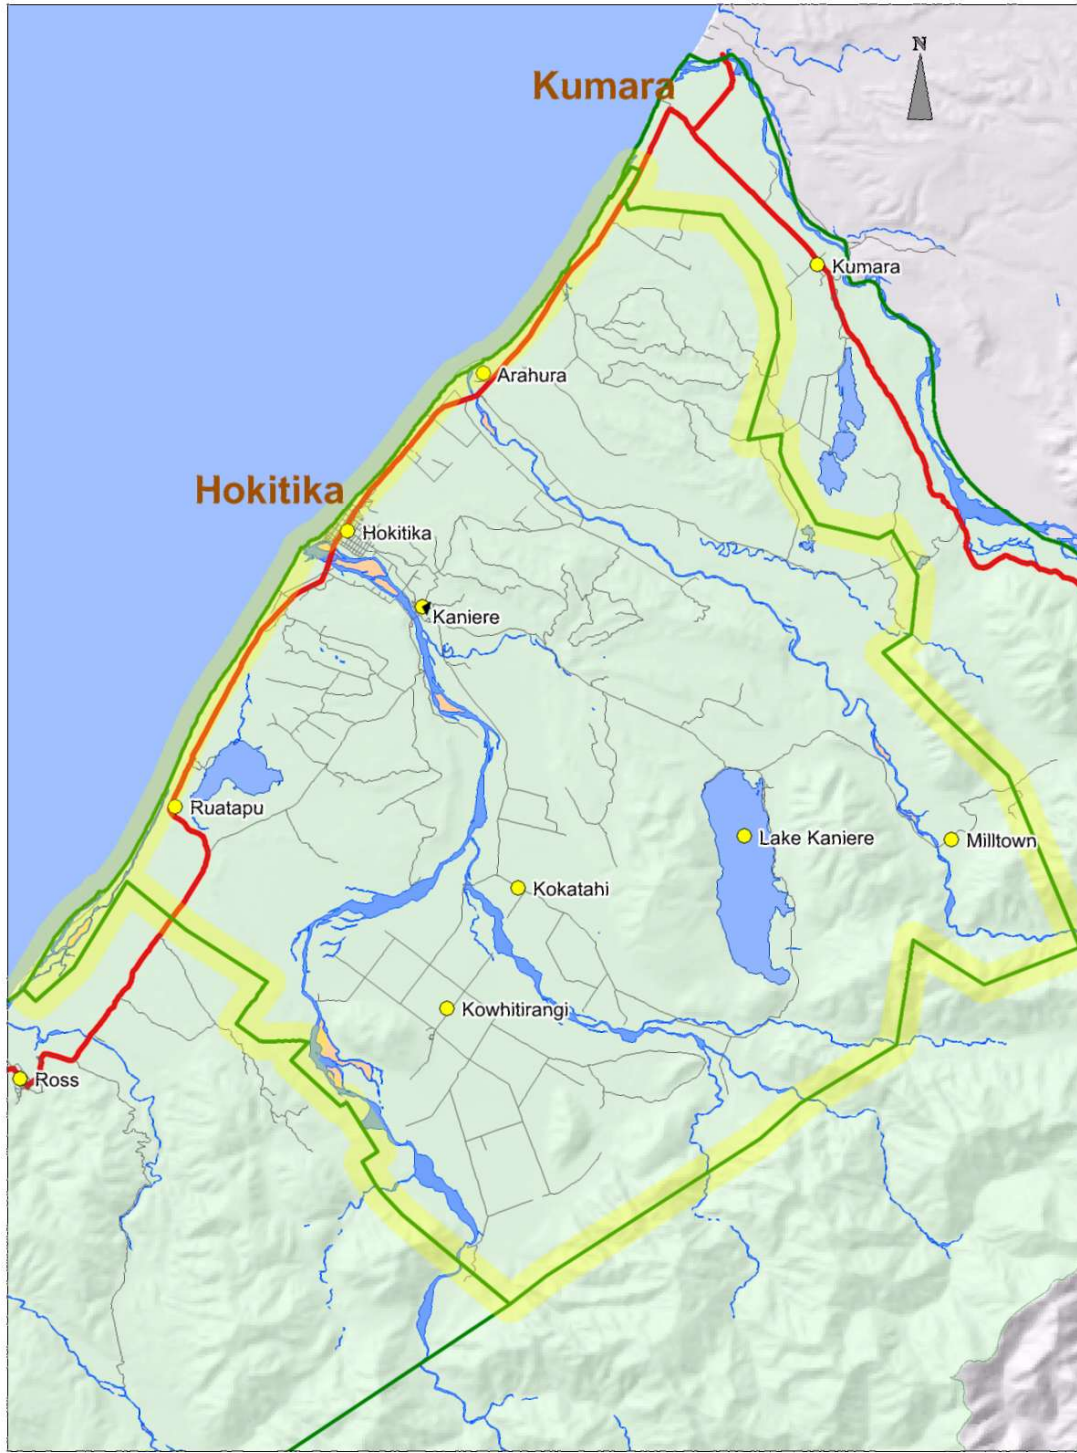 N
Kumara
Kumara
Arahura
Hokitika
Hokitika
Kaniere
Ruatapu
Lake Kaniere
Milltown
Kokatahi
Kowhitirangi
Ross